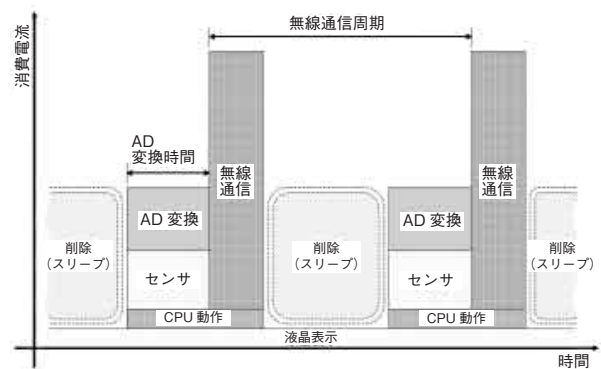 消費電流
無線通信周期
AD
変換時間
無線
通信
無線
通信
AD 変換
AD 変換
削除
(スリープ)
削除
(スリープ)
削除
(スリープ)
センサ
センサ
CPU 動作
CPU 動作
液晶表示
時間